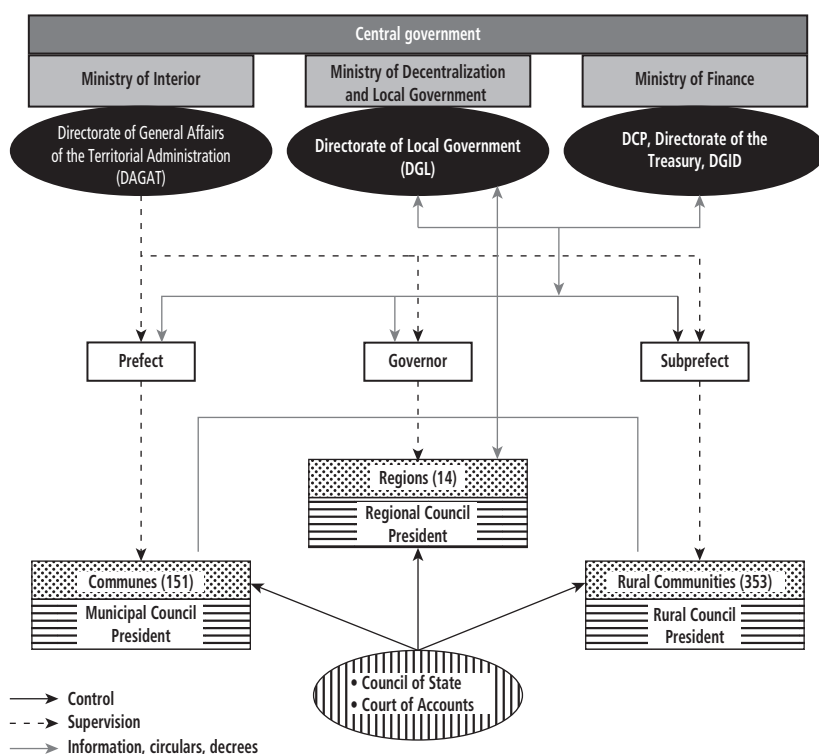 Central government
Ministry of Interior
Ministry of Decentralization
and Local Government
Ministry of Finance
Directorate of General Affairs
of the Territorial Administration
(DAGAT)
Directorate of Local Government
(DGL)
DCP, Directorate of the
Treasury, DGID
Prefect
Governor
Subprefect
Regions (14)
Regional Council
President
Communes (151)
Municipal Council
President
Rural Communities (353)
Rural Council
President
• Council of State
• Court of Accounts
Control
Supervision
Information, circulars, decrees